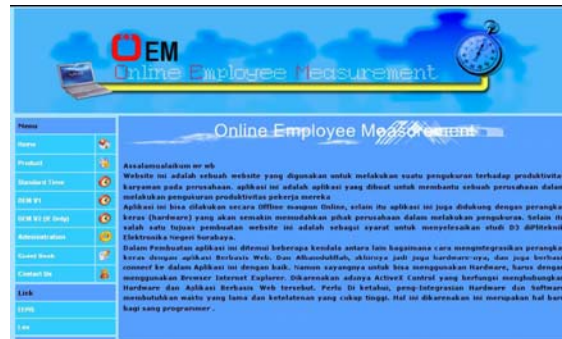 OEM
Online Employee Measurement
Menu
Home
Product
Standard Time
OEM V1
OEM V2 (IE Only)
Administration
Guest Book
Contact Us
Link
EEPIS
Online Employee Measurement
Assalamualaikum wr wb
Website ini adalah sebuah website yang digunakan untuk melakukan suatu pengukuran terhadap produktivita
karyawan pada perusahaan. aplikasi ini adalah aplikasi yang dibuat untuk membantu sebuah perusahaan dalam
melakukan pengukuran produktivitas pekerja mereka
Aplikasi ini bisa dilakukan secara Offline maupun Online, selain itu aplikasi ini juga didukung dengan perangka
keras (hardware) yang akan semakin memudahkan pihak perusahaan dalam melakukan pengukuran. Selain itu
salah satu tujuan pembuatan website ini adalah sebagai syarat untuk menyelesaikan studi D3 diPoliteknik
Elektronika Negeri Surabaya.
Dalam Pembuatan aplikasi ini ditemui beberapa kendala antara lain bagaimana cara mengintegrasikan perangka
keras dengan aplikasi Berbasis Web. Dan Alhamdulillah, akhirnya jadi juga hardware-nya, dan juga berhasi
connect ke dalam Aplikasi ini dengan baik. Namun sayangnya untuk bisa menggunakan Hardware, harus dengan
menggunakan Browser Internet Explorer. Dikarenakan adanya ActiveX Control yang berfungsi menghubungkan
Hardware dan Aplikasi Berbasis Web tersebut. Perlu Di ketahui, peng-Integrasian Hardware dan Software
membutuhkan waktu yang lama dan ketelatenan yang cukup tinggi. Hal ini dikarenakan ini merupakan hal baru
bagi sang programmer .